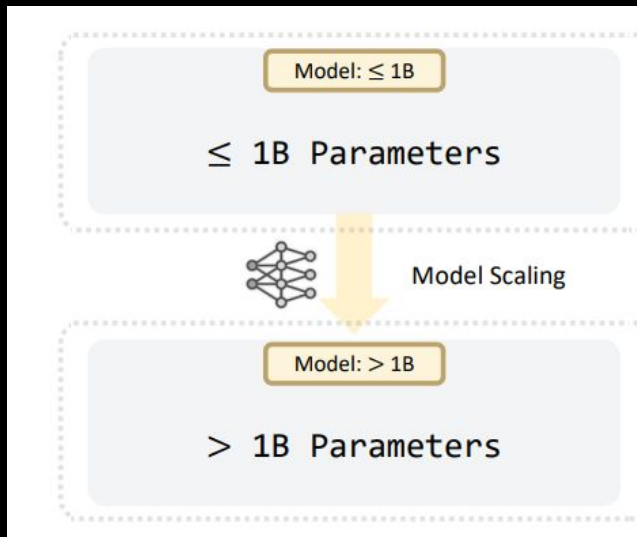 Model: ≤ 1B
≤ 1B Parameters
Model Scaling
Model: > 1B
> 1B Parameters